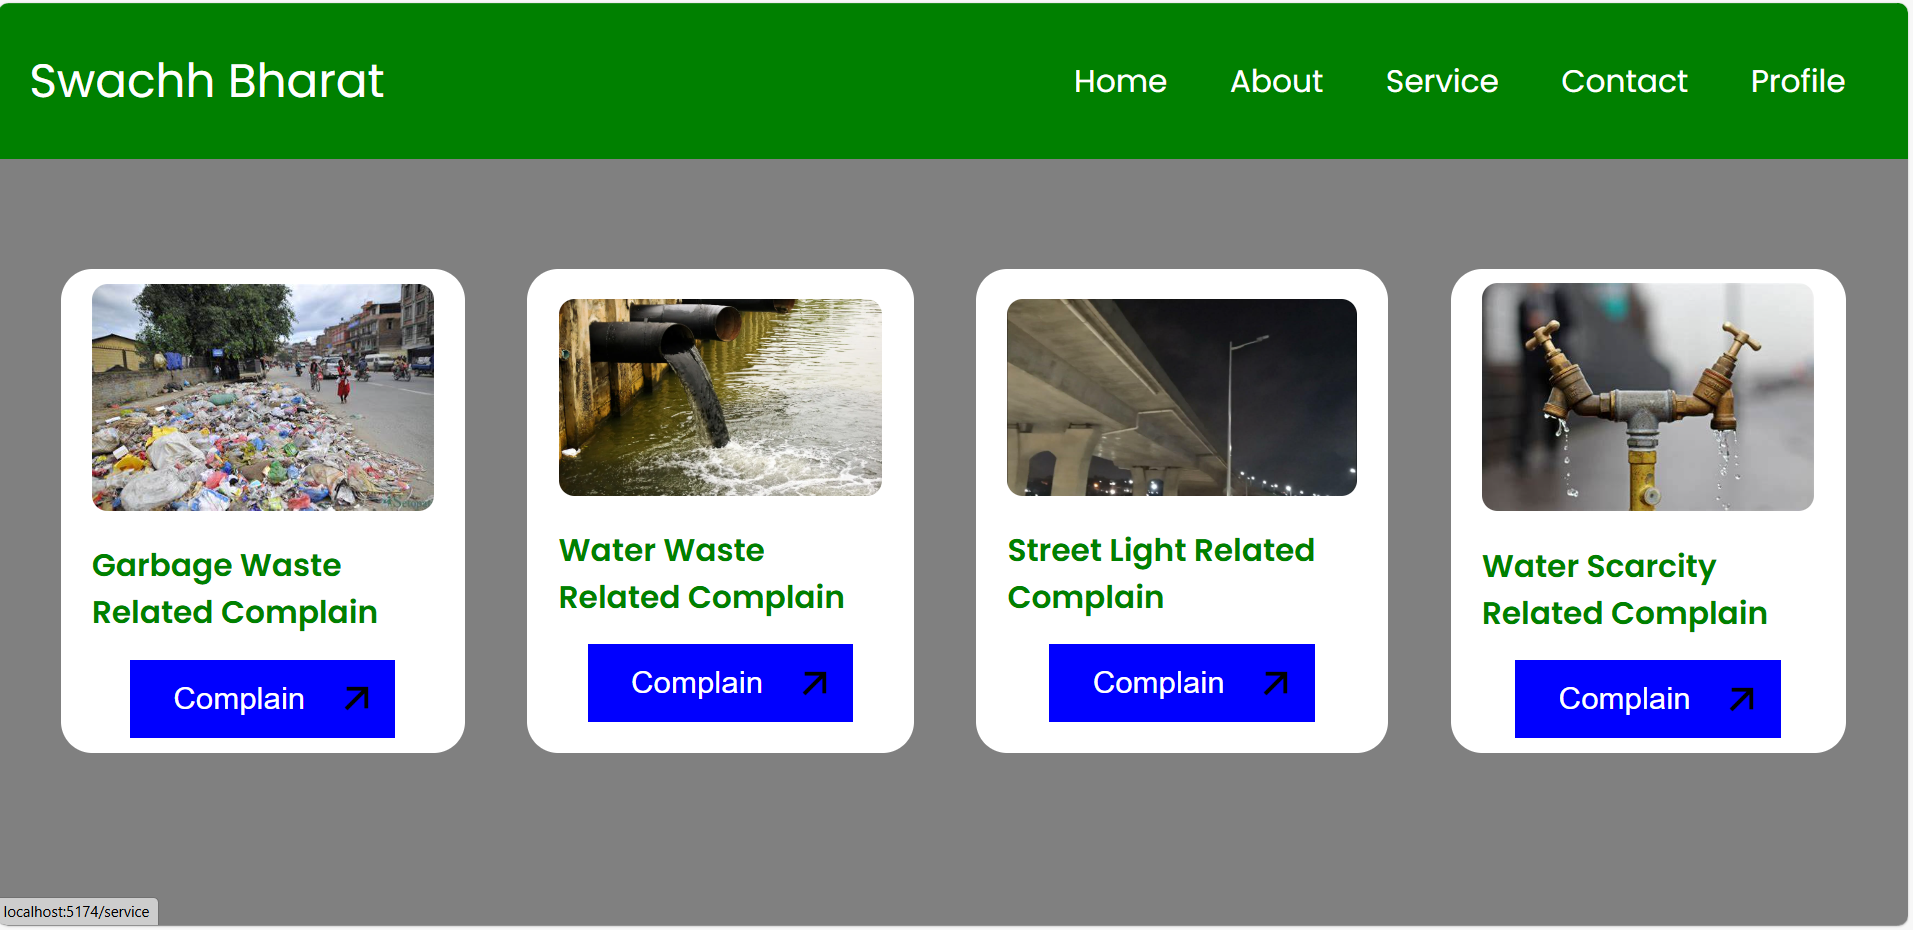 Swachh Bharat
Home About Service Contact Profile
Garbage Waste
Related Complain
Complain
Water Waste
Related Complain
Complain
Street Light Related
Complain
Complain
Water Scarcity
Related Complain
Complain
localhost:5174/service